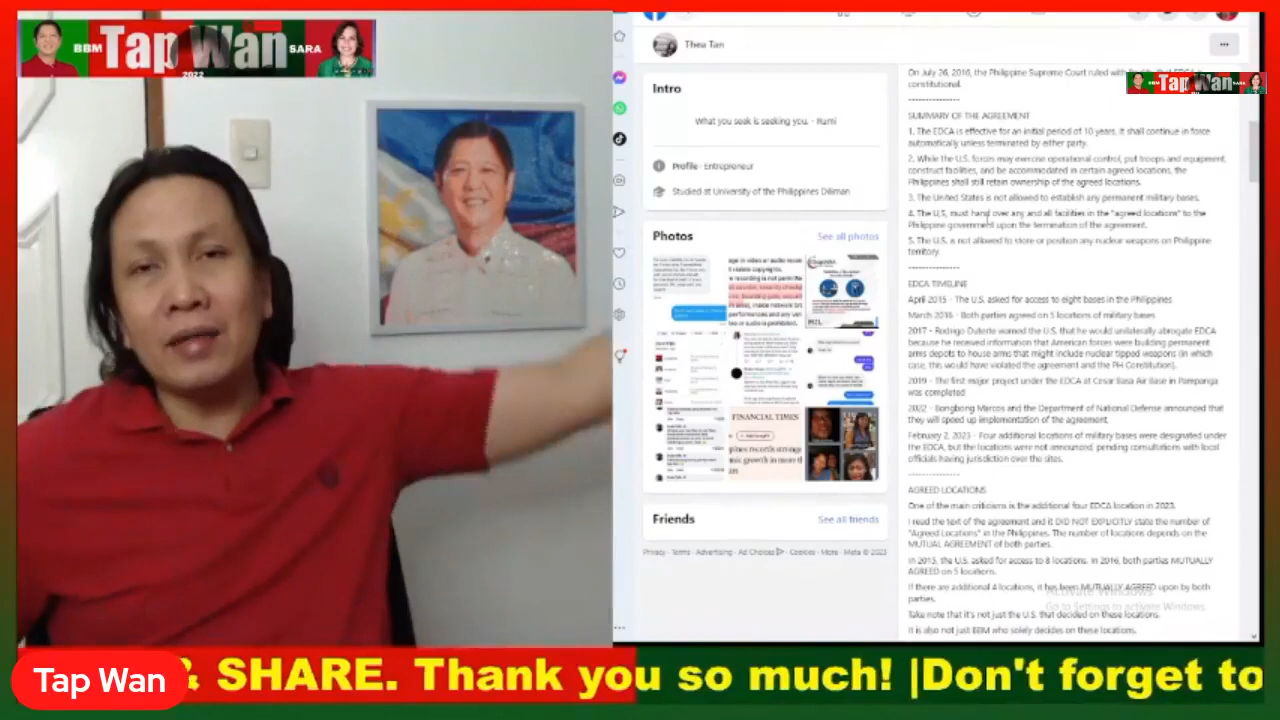 BBM Tap Wan SARA
2022
Thea Tan
Intro
What you seek is seeking you. - Rumi
Profile · Entrepreneur
Studied at University of the Philippines Diliman
Photos
See all photos
FINANCIAL TIMES
Friends
See all friends
Privacy · Terms · Advertising · Ad Choices · Cookies · More · Meta © 2023
On July 26, 2016, the Philippine Supreme Court ruled with
constitutional.
BBM Tap Wan SARA
---------------
SUMMARY OF THE AGREEMENT
1. The EDCA is effective for an initial period of 10 years. It shall continue in force
automatically unless terminated by either party.
2. While the U.S. forces may exercise operational control, put troops and equipment,
construct facilities, and be accommodated in certain agreed locations, the
Philippines shall still retain ownership of the agreed locations.
3. The United States is not allowed to establish any permanent military bases.
4. The U.S. must hand over any and all facilities in the "agreed locations" to the
Philippine government upon the termination of the agreement.
5. The U.S. is not allowed to store or position any nuclear weapons on Philippine
territory.
---------------
EDCA TIMELINE
April 2015 - The U.S. asked for access to eight bases in the Philippines
March 2016 - Both parties agreed on 5 locations of military bases
2017 - Rodrigo Duterte warned the U.S. that he would unilaterally abrogate EDCA
because he received information that American forces were building permanent
arms depots to house arms that might include nuclear tipped weapons (in which
case, this would have violated the agreement and the PH Constitution).
2019 - The first major project under the EDCA at Cesar Basa Air Base in Pampanga
was completed
2022 - Bongbong Marcos and the Department of National Defense announced that
they will speed up implementation of the agreement.
February 2, 2023 - Four additional locations of military bases were designated under
the EDCA, but the locations were not announced, pending consultations with local
officials having jurisdiction over the sites.
---------------
AGREED LOCATIONS
One of the main criticisms is the additional four EDCA location in 2023.
I read the text of the agreement and it DID NOT EXPLICITLY state the number of
"Agreed Locations" in the Philippines. The number of locations depends on the
MUTUAL AGREEMENT of both parties.
In 2015, the U.S. asked for access to 8 locations. In 2016, both parties MUTUALLY
AGREED on 5 locations.
If there are additional 4 locations, it has been MUTUALLY AGREED upon by both
parties.
Take note that it's not just the U.S. that decided on these locations.
It is also not just BBM who solely decides on these locations.
Activate Windows
Go to Settings to activate Windows.
Tap Wan
& SHARE. Thank you so much! |Don't forget to